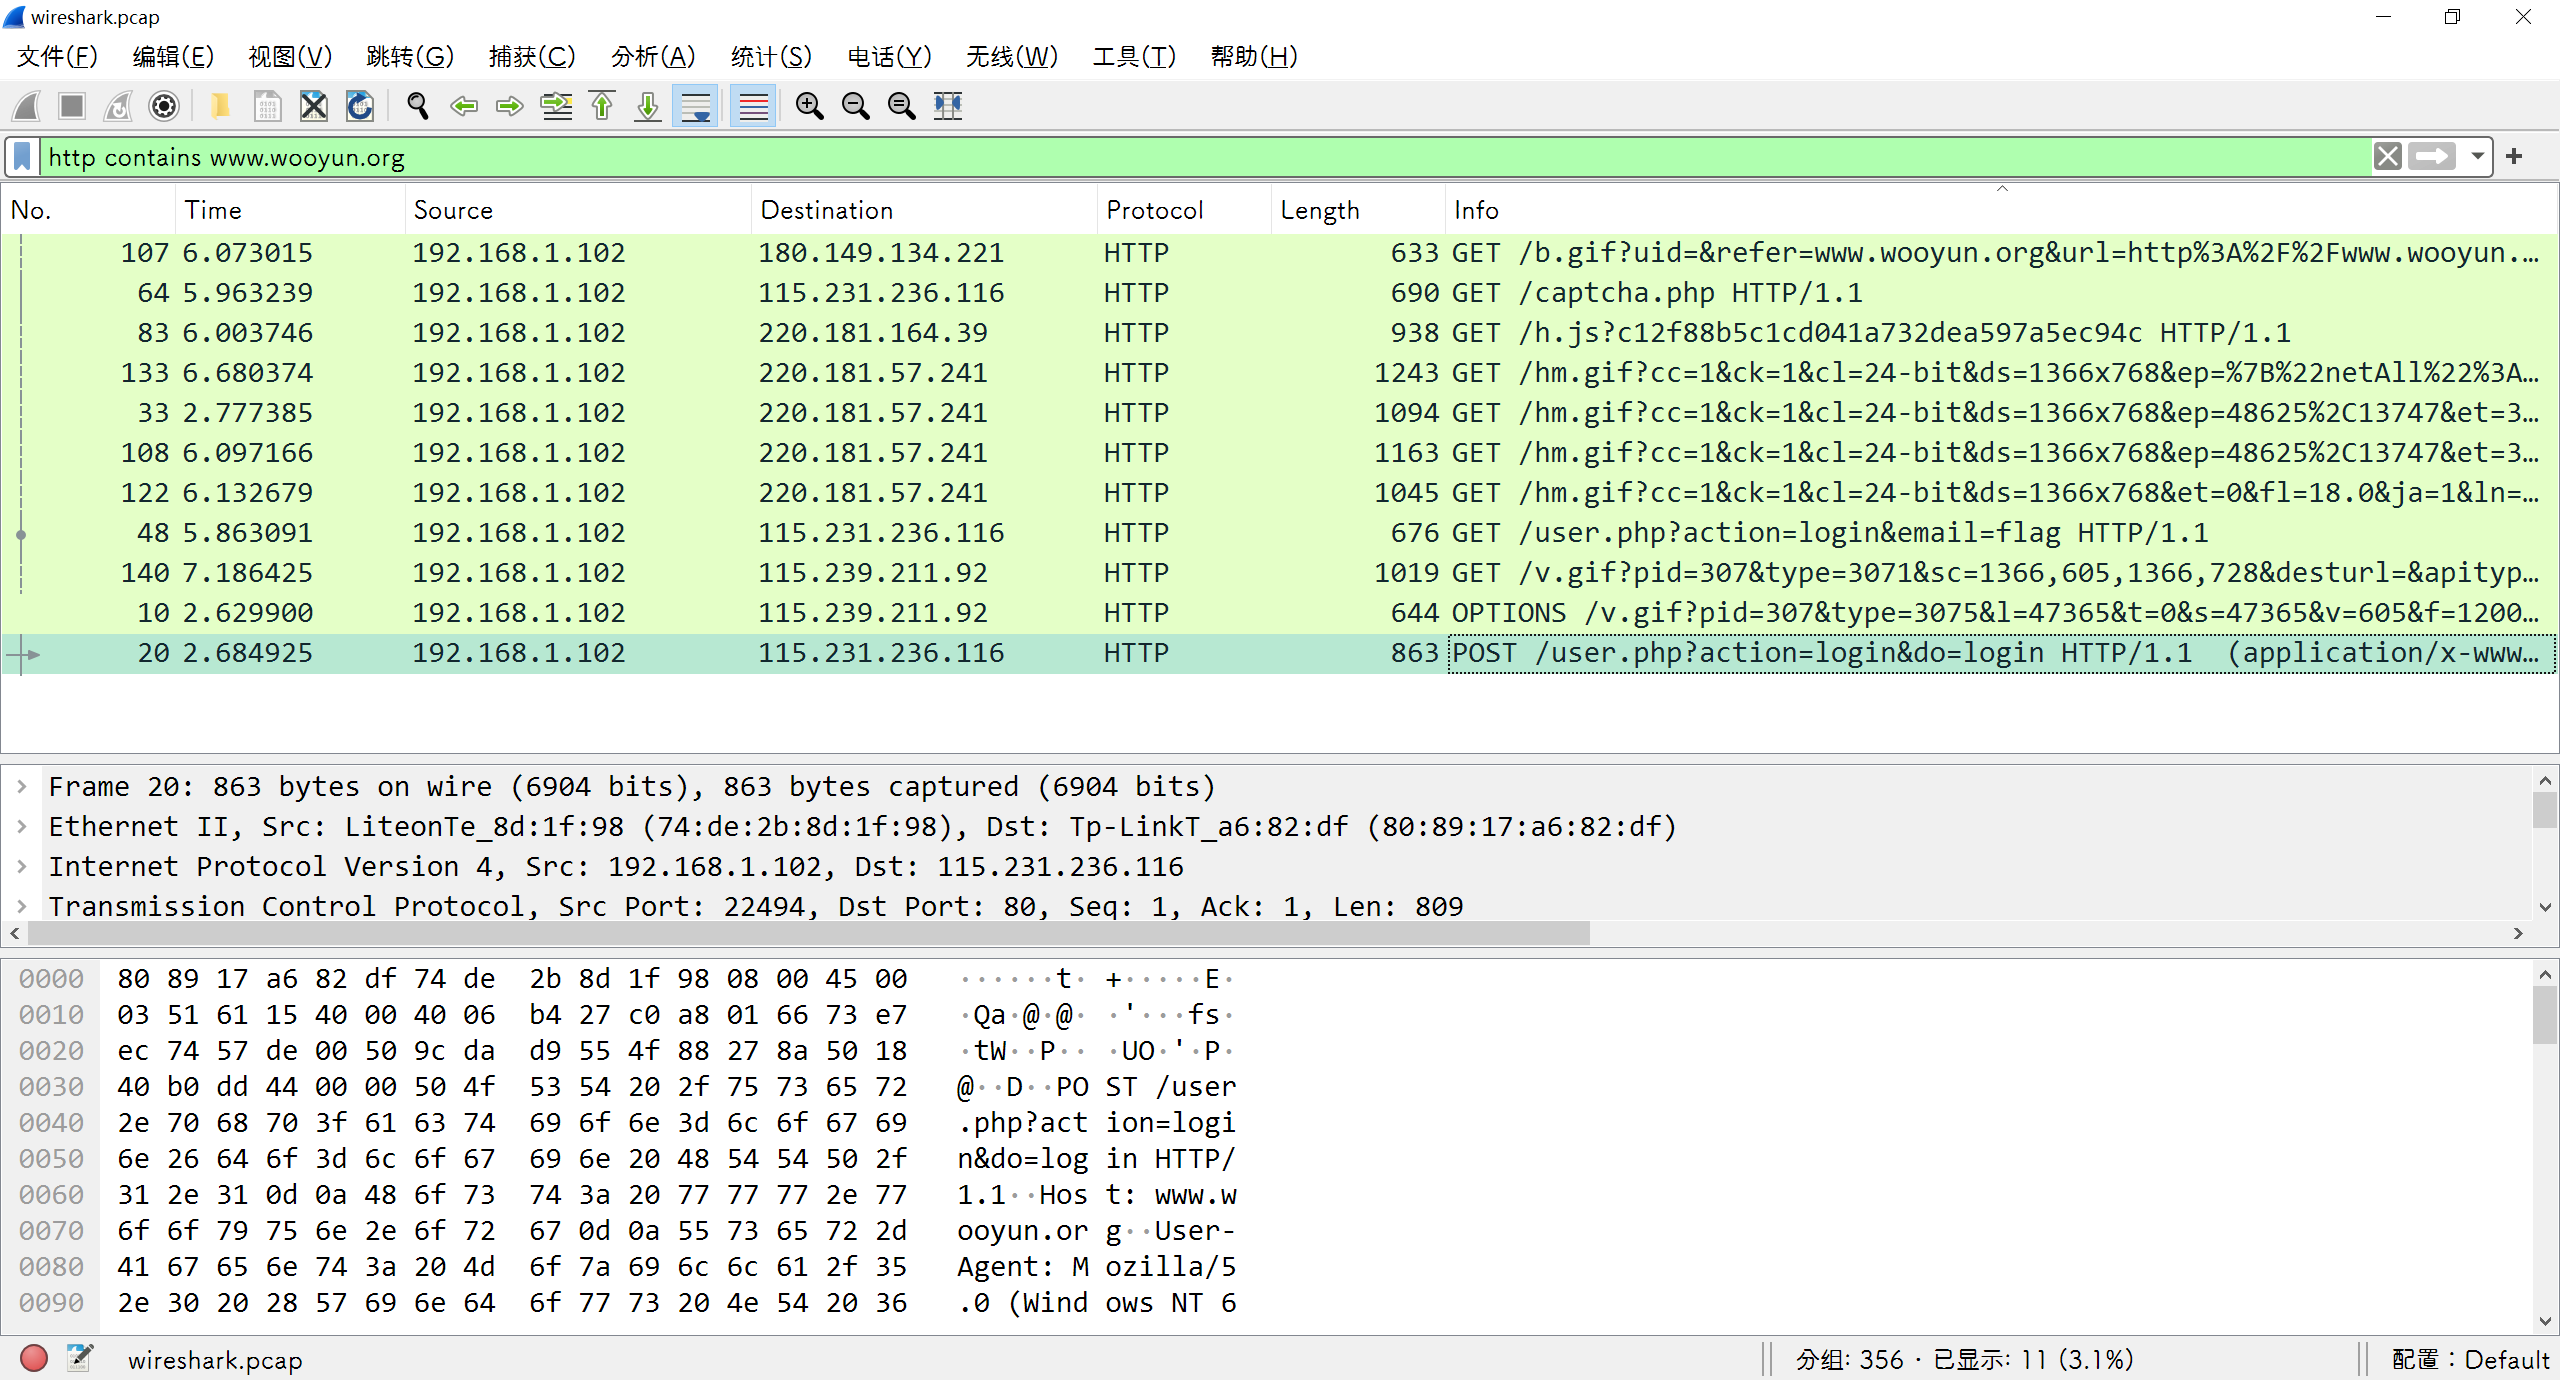 wireshark.pcap
文件(F) 编辑(E) 视图(V) 跳转(G) 捕获(C) 分析(A) 统计(S) 电话(Y) 无线(W) 工具(T) 帮助(H)
http contains www.wooyun.org
No. Time Source Destination Protocol Length Info
107 6.073015 192.168.1.102 180.149.134.221 HTTP 633 GET /b.gif?uid=&refer=www.wooyun.org&url=http%3A%2F%2Fwww.wooyun.…
64 5.963239 192.168.1.102 115.231.236.116 HTTP 690 GET /captcha.php HTTP/1.1
83 6.003746 192.168.1.102 220.181.164.39 HTTP 938 GET /h.js?c12f88b5c1cd041a732dea597a5ec94c HTTP/1.1
133 6.680374 192.168.1.102 220.181.57.241 HTTP 1243 GET /hm.gif?cc=1&ck=1&cl=24-bit&ds=1366x768&ep=%7B%22netAll%22%3A…
33 2.777385 192.168.1.102 220.181.57.241 HTTP 1094 GET /hm.gif?cc=1&ck=1&cl=24-bit&ds=1366x768&ep=48625%2C13747&et=3…
108 6.097166 192.168.1.102 220.181.57.241 HTTP 1163 GET /hm.gif?cc=1&ck=1&cl=24-bit&ds=1366x768&ep=48625%2C13747&et=3…
122 6.132679 192.168.1.102 220.181.57.241 HTTP 1045 GET /hm.gif?cc=1&ck=1&cl=24-bit&ds=1366x768&et=0&fl=18.0&ja=1&ln=…
48 5.863091 192.168.1.102 115.231.236.116 HTTP 676 GET /user.php?action=login&email=flag HTTP/1.1
140 7.186425 192.168.1.102 115.239.211.92 HTTP 1019 GET /v.gif?pid=307&type=3071&sc=1366,605,1366,728&desturl=&apityp…
10 2.629900 192.168.1.102 115.239.211.92 HTTP 644 OPTIONS /v.gif?pid=307&type=3075&l=47365&t=0&s=47365&v=605&f=1200…
20 2.684925 192.168.1.102 115.231.236.116 HTTP 863 POST /user.php?action=login&do=login HTTP/1.1  (application/x-www…
Frame 20: 863 bytes on wire (6904 bits), 863 bytes captured (6904 bits)
Ethernet II, Src: LiteonTe_8d:1f:98 (74:de:2b:8d:1f:98), Dst: Tp-LinkT_a6:82:df (80:89:17:a6:82:df)
Internet Protocol Version 4, Src: 192.168.1.102, Dst: 115.231.236.116
Transmission Control Protocol, Src Port: 22494, Dst Port: 80, Seq: 1, Ack: 1, Len: 809
0000 80 89 17 a6 82 df 74 de 2b 8d 1f 98 08 00 45 00 ······t· +·····E·
0010 03 51 61 15 40 00 40 06 b4 27 c0 a8 01 66 73 e7 ·Qa·@·@· ·'···fs·
0020 ec 74 57 de 00 50 9c da d9 55 4f 88 27 8a 50 18 ·tW··P·· ·UO·'·P·
0030 40 b0 dd 44 00 00 50 4f 53 54 20 2f 75 73 65 72 @··D··PO ST /user
0040 2e 70 68 70 3f 61 63 74 69 6f 6e 3d 6c 6f 67 69 .php?act ion=logi
0050 6e 26 64 6f 3d 6c 6f 67 69 6e 20 48 54 54 50 2f n&do=log in HTTP/
0060 31 2e 31 0d 0a 48 6f 73 74 3a 20 77 77 77 2e 77 1.1··Hos t: www.w
0070 6f 6f 79 75 6e 2e 6f 72 67 0d 0a 55 73 65 72 2d ooyun.or g··User-
0080 41 67 65 6e 74 3a 20 4d 6f 7a 69 6c 6c 61 2f 35 Agent: M ozilla/5
0090 2e 30 20 28 57 69 6e 64 6f 77 73 20 4e 54 20 36 .0 (Wind ows NT 6
wireshark.pcap 分组: 356 · 已显示: 11 (3.1%) 配置：Default